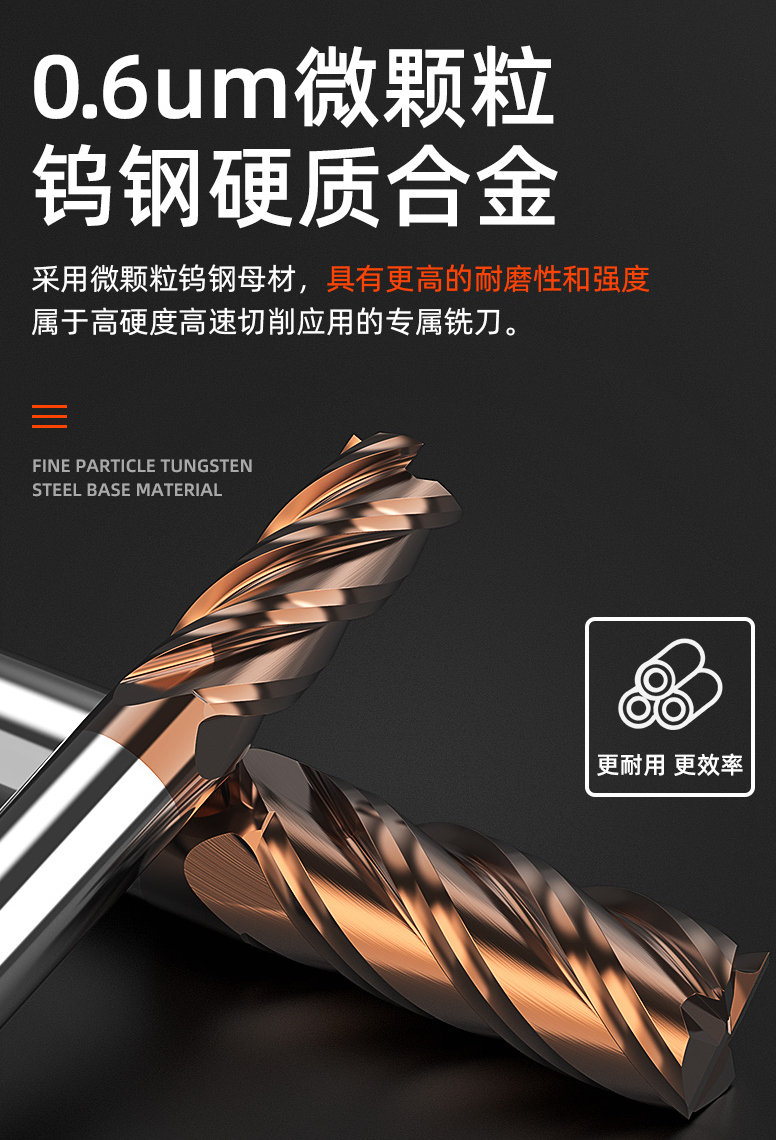 0.6um微颗粒
钨钢硬质合金
采用微颗粒钨钢母材，具有更高的耐磨性和强度
属于高硬度高速切削应用的专属铣刀。
FINE PARTICLE TUNGSTEN
STEEL BASE MATERIAL
更耐用 更效率